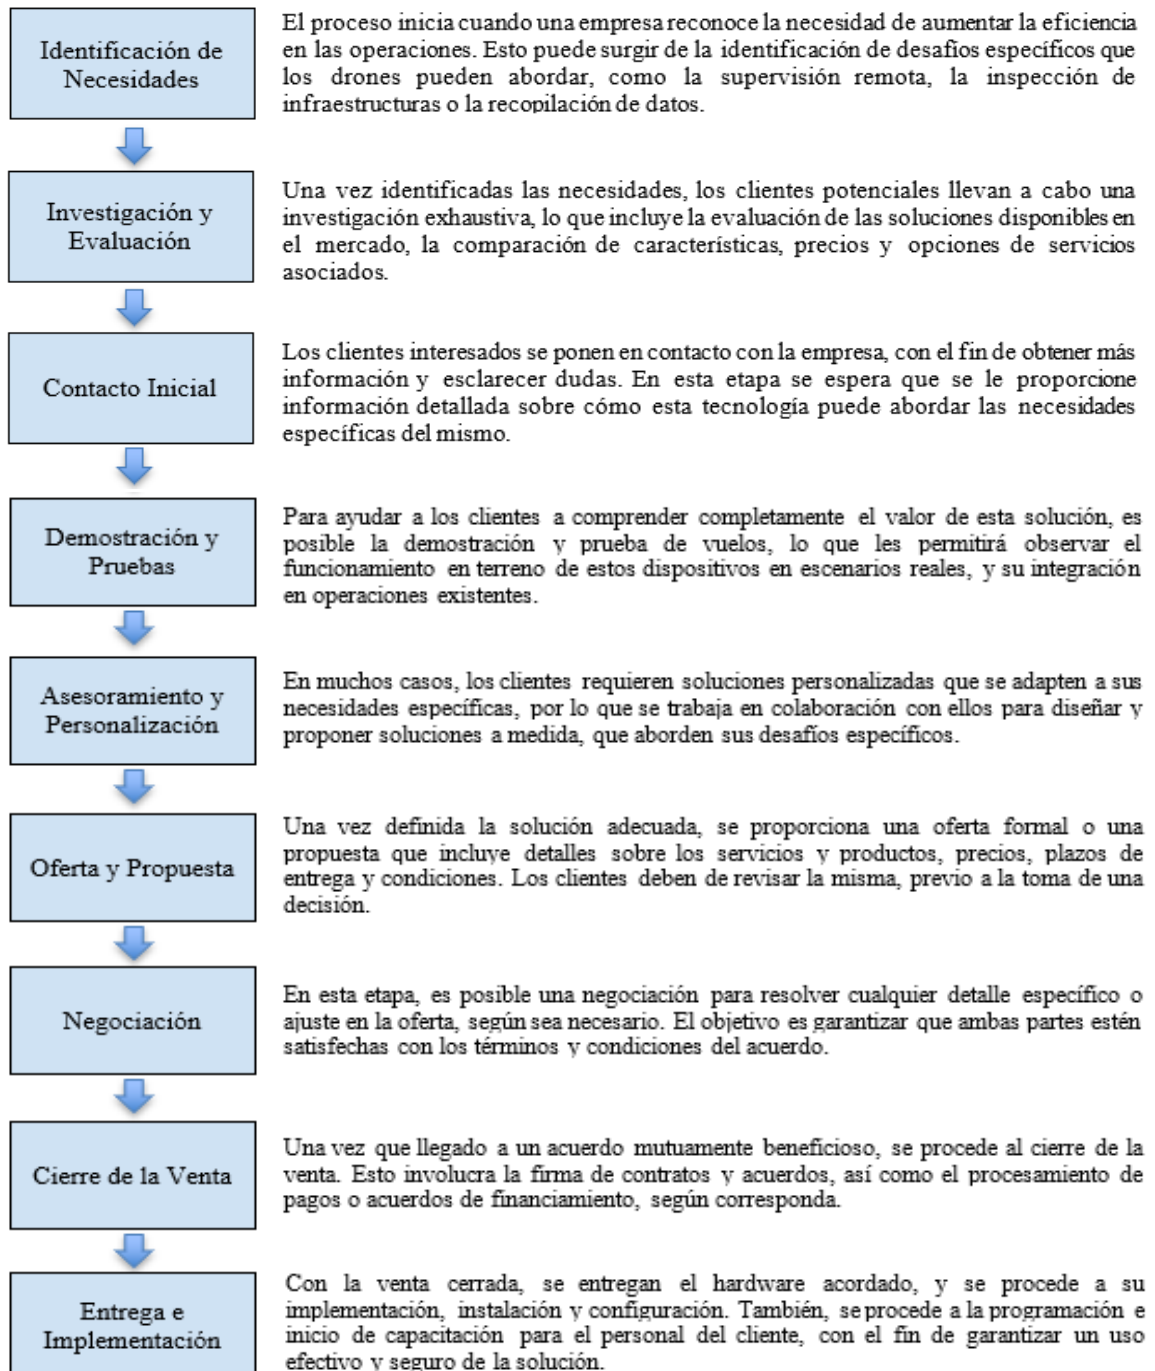 Identificación de
Necesidades
El proceso inicia cuando una empresa reconoce la necesidad de aumentar la eficiencia
en las operaciones. Esto puede surgir de la identificación de desafíos específicos que
los drones pueden abordar, como la supervisión remota, la inspección de
infraestructuras o la recopilación de datos.
Investigación y
Evaluación
Una vez identificadas las necesidades, los clientes potenciales llevan a cabo una
investigación exhaustiva, lo que incluye la evaluación de las soluciones disponibles en
el mercado, la comparación de características, precios y opciones de servicios
asociados.
Contacto Inicial
Los clientes interesados se ponen en contacto con la empresa, con el fin de obtener más
información y esclarecer dudas. En esta etapa se espera que se le proporcione
información detallada sobre cómo esta tecnología puede abordar las necesidades
específicas del mismo.
Demostración y
Pruebas
Para ayudar a los clientes a comprender completamente el valor de esta solución, es
posible la demostración y prueba de vuelos, lo que les permitirá observar el
funcionamiento en terreno de estos dispositivos en escenarios reales, y su integración
en operaciones existentes.
Asesoramiento y
Personalización
En muchos casos, los clientes requieren soluciones personalizadas que se adapten a sus
necesidades específicas, por lo que se trabaja en colaboración con ellos para diseñar y
proponer soluciones a medida, que aborden sus desafíos específicos.
Oferta y Propuesta
Una vez definida la solución adecuada, se proporciona una oferta formal o una
propuesta que incluye detalles sobre los servicios y productos, precios, plazos de
entrega y condiciones. Los clientes deben de revisar la misma, previo a la toma de una
decisión.
Negociación
En esta etapa, es posible una negociación para resolver cualquier detalle específico o
ajuste en la oferta, según sea necesario. El objetivo es garantizar que ambas partes estén
satisfechas con los términos y condiciones del acuerdo.
Cierre de la Venta
Una vez que llegado a un acuerdo mutuamente beneficioso, se procede al cierre de la
venta. Esto involucra la firma de contratos y acuerdos, así como el procesamiento de
pagos o acuerdos de financiamiento, según corresponda.
Entrega e
Implementación
Con la venta cerrada, se entregan el hardware acordado, y se procede a su
implementación, instalación y configuración. También, se procede a la programación e
inicio de capacitación para el personal del cliente, con el fin de garantizar un uso
efectivo y seguro de la solución.